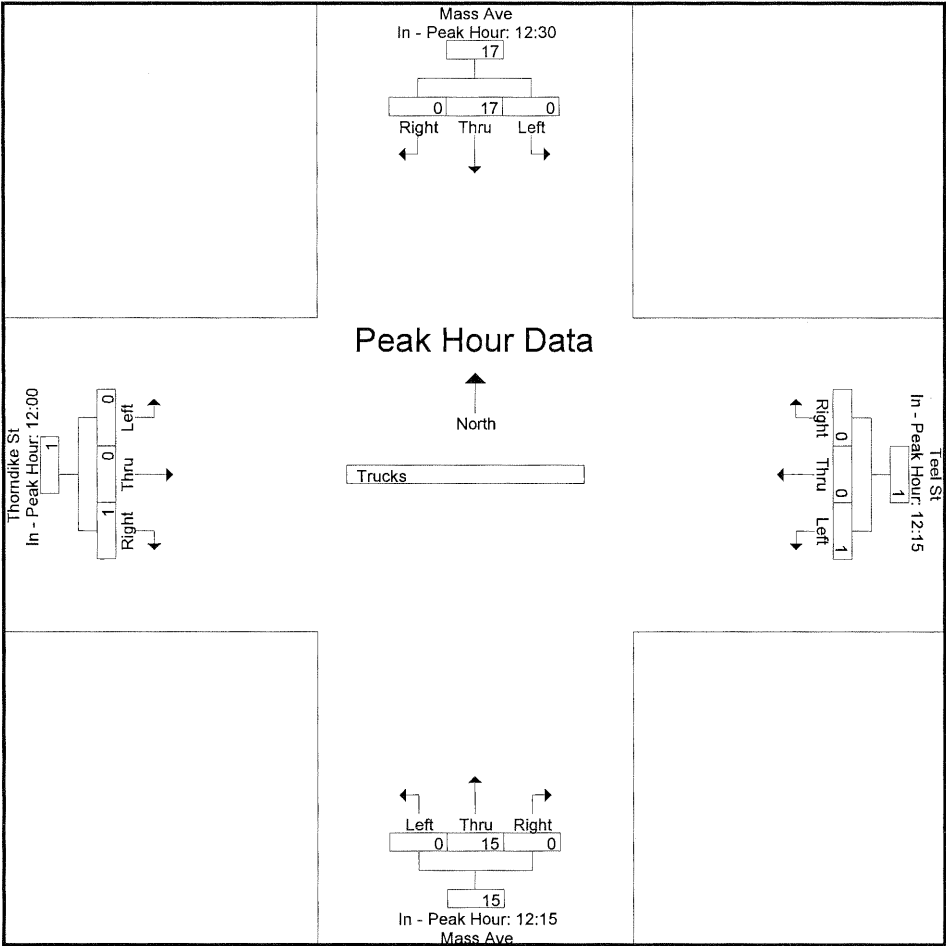 Mass Ave
In - Peak Hour: 12:30
17
0 17 0
Right Thru Left
Peak Hour Data
North
Trucks
Thorndike St
In - Peak Hour: 12:00
1
0 0 1
Left Thru Right
Teel St
In - Peak Hour: 12:15
1
0 0 1
Right Thru Left
Left Thru Right
0 15 0
15
In - Peak Hour: 12:15
Mass Ave